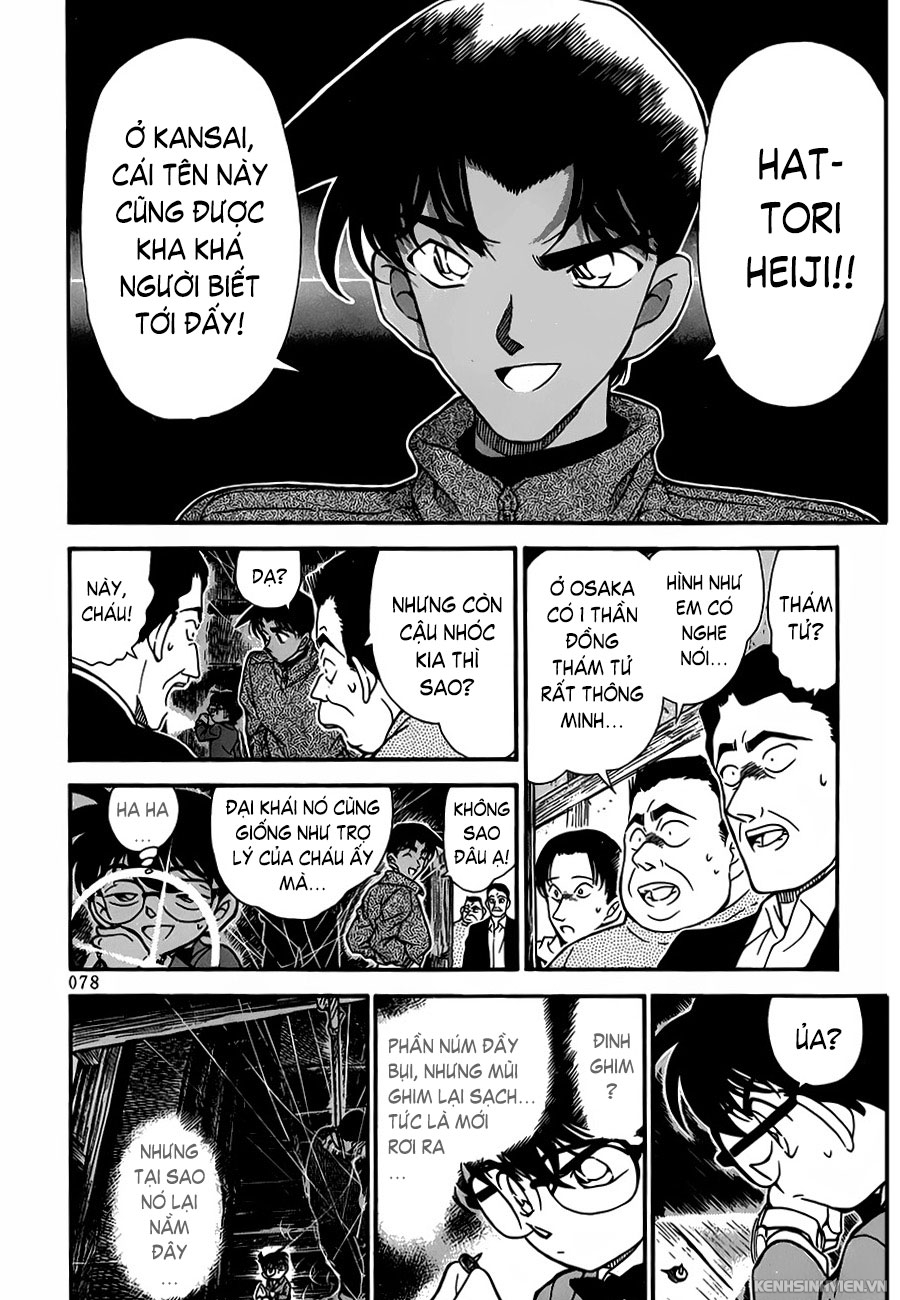 HAT-
TORI
HEIJI!!
Ở KANSAI,
CÁI TÊN NÀY
CŨNG ĐƯỢC
KHA KHÁ
NGƯỜI BIẾT
TỚI ĐẤY!
THÁM
TỬ?
HÌNH NHƯ
EM CÓ
NGHE
NÓI...
Ở OSAKA
CÓ 1 THẦN
ĐỒNG
THÁM TỬ
RẤT THÔNG
MINH...
NHƯNG CÒN
CẬU NHÓC
KIA THÌ
SAO?
DẠ?
NÀY,
CHÁU!
KHÔNG
SAO
ĐÂU Ạ!
ĐẠI KHÁI NÓ CŨNG
GIỐNG NHƯ TRỢ
LÝ CỦA CHÁU ẤY
MÀ...
HA HA
...
078
ỦA?
ĐINH
GHIM
?
PHẦN NÚM ĐẦY
BỤI, NHƯNG MŨI
GHIM LẠI SẠCH...
TỨC LÀ MỚI
RƠI RA
...
NHƯNG
TẠI SAO
NÓ LẠI
NẰM
ĐÂY
...
KENHSINHVIEN.VN